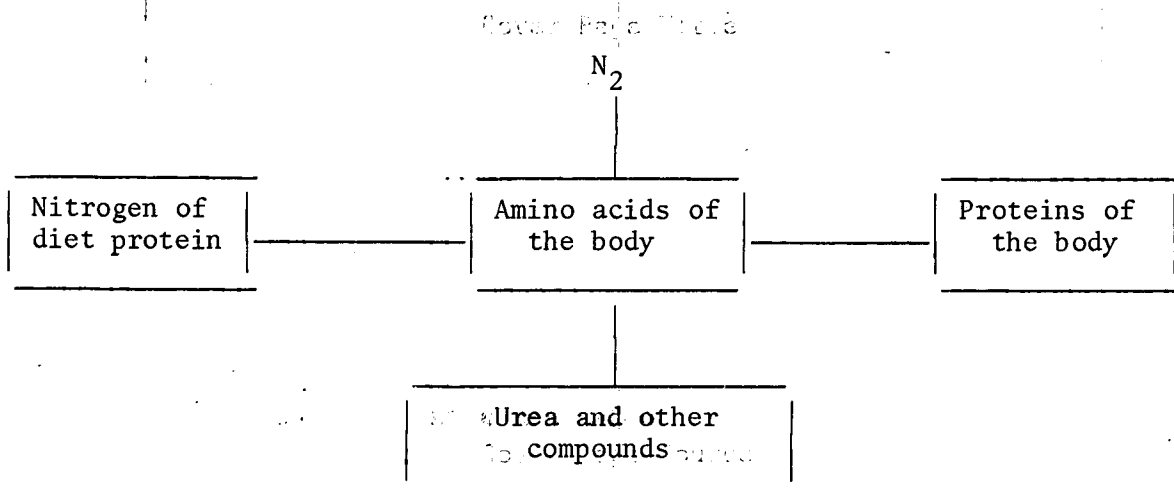 N2
Nitrogen of
diet protein
Amino acids of
the body
Proteins of
the body
Urea and other
compounds